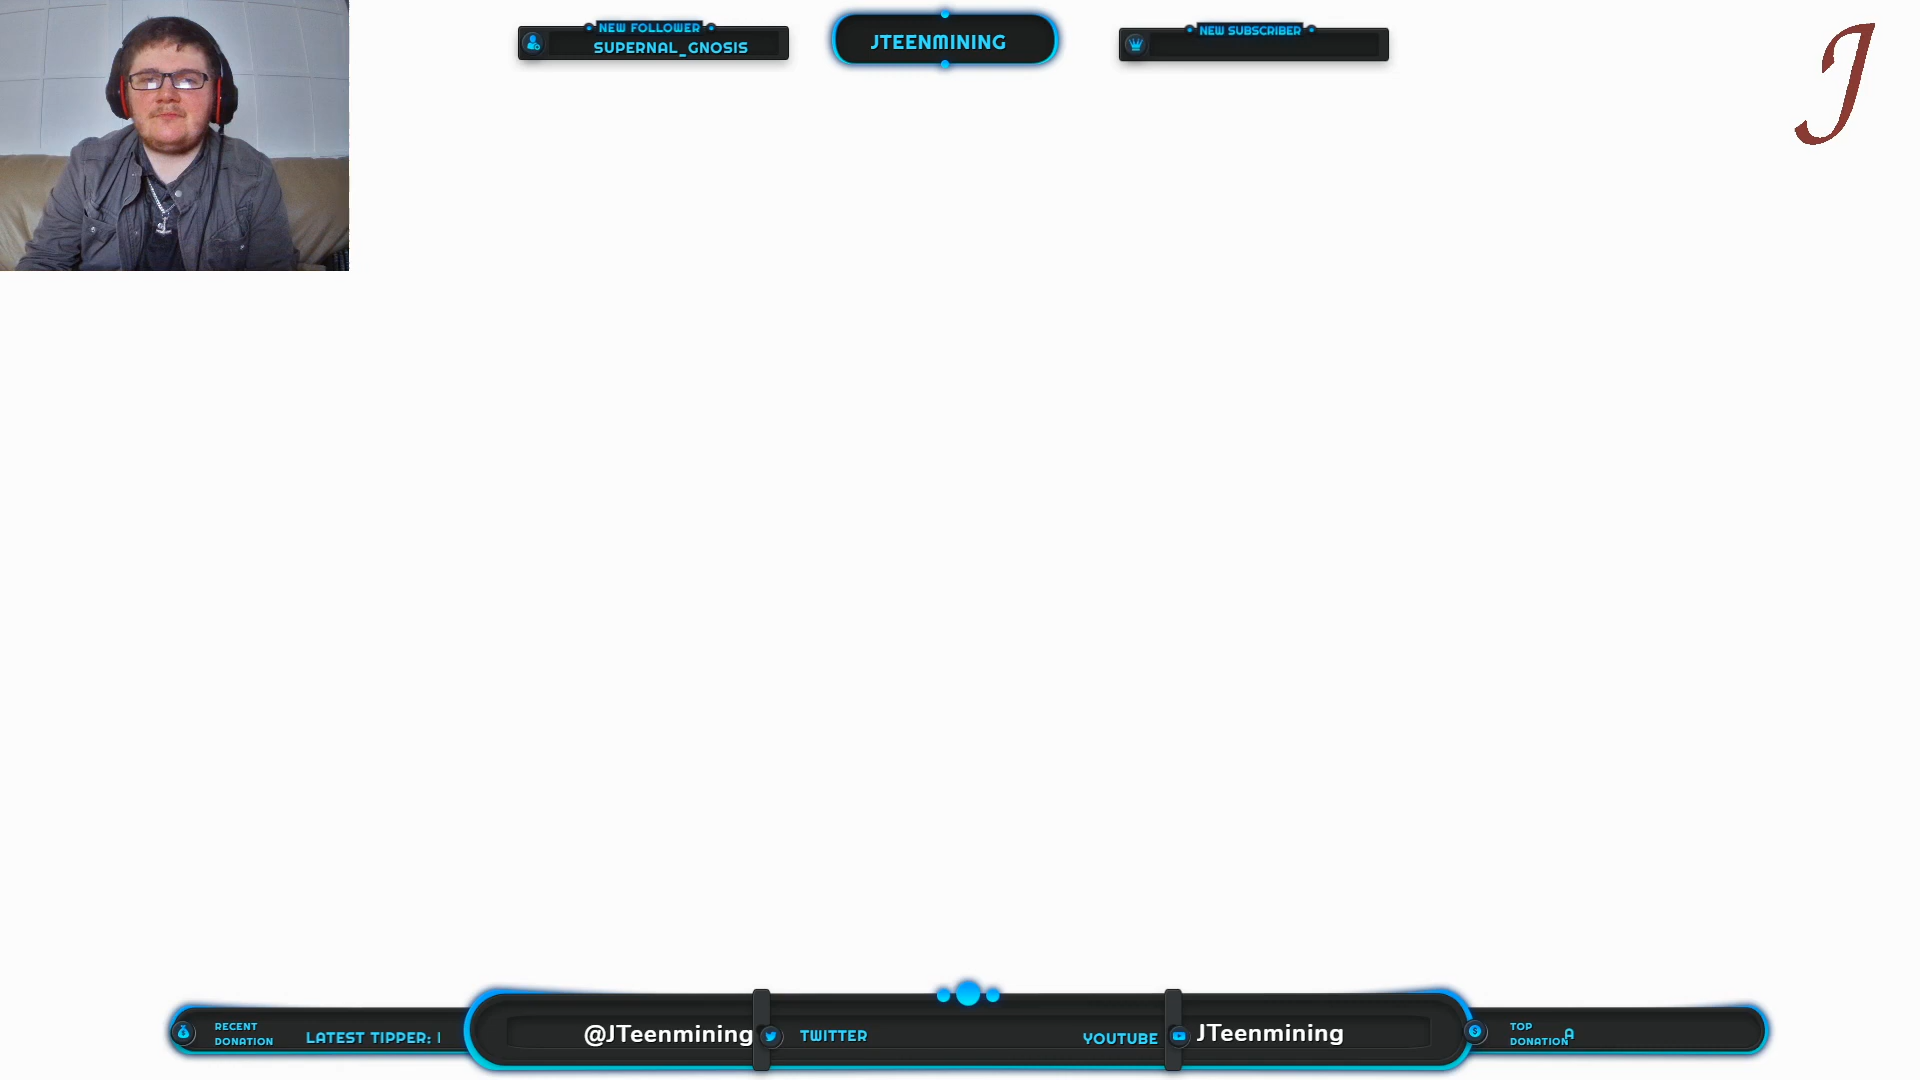 NEW FOLLOWER
SUPERNAL_GNOSIS
JTEENMINING
NEW SUBSCRIBER
J
RECENT
DONATION
LATEST TIPPER:
@JTeenmining
TWITTER
YOUTUBE
JTeenmining
TOP
DONATION
A